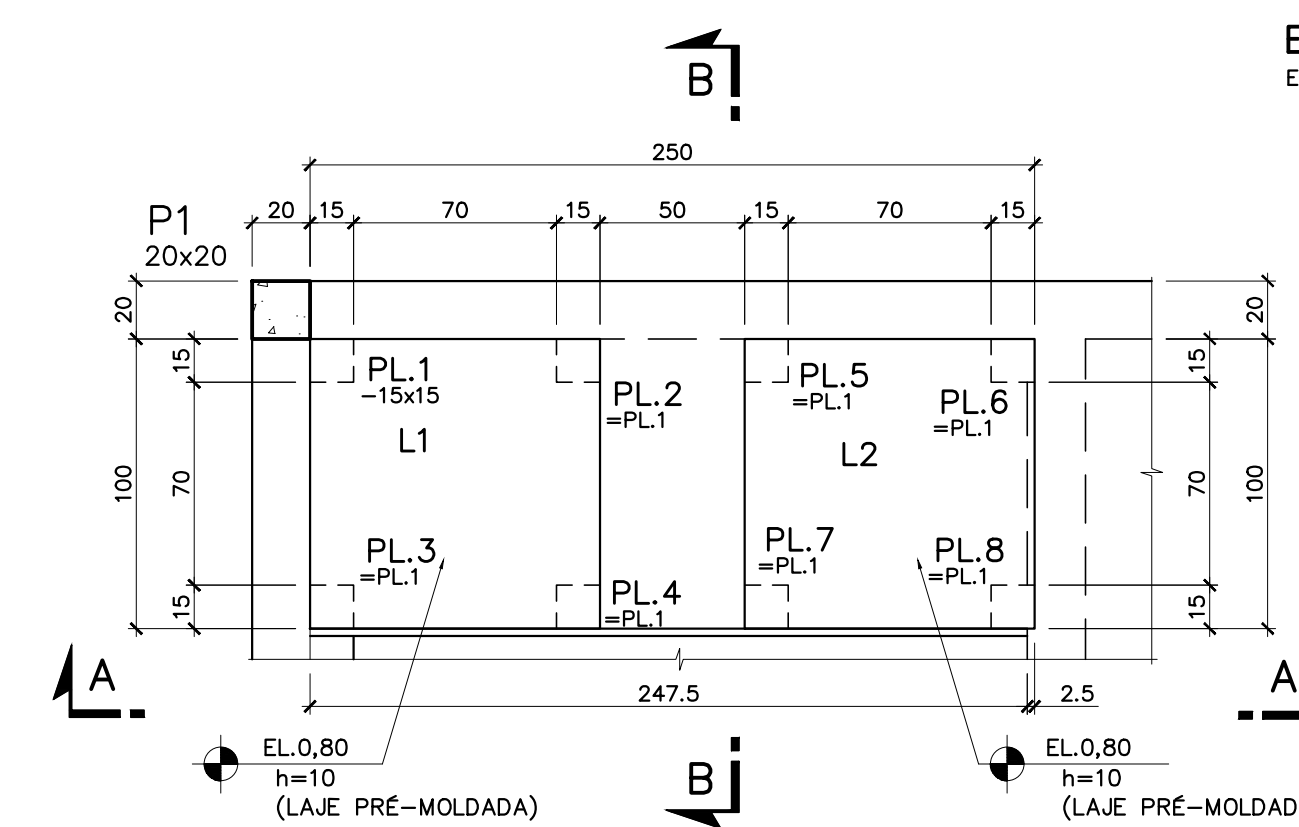 B
E
E
250
P1
20x20
20 15 70 15 50 15 70 15
20
15
70
15
100
PL.1
-15x15
PL.2
=PL.1
L1
PL.3
=PL.1
PL.4
=PL.1
PL.5
=PL.1
PL.6
=PL.1
L2
PL.7
=PL.1
PL.8
=PL.1
20
15
70
15
100
A
A
247.5 2.5
EL.0,80
h=10
(LAJE PRÉ-MOLDADA)
B
EL.0,80
h=10
(LAJE PRÉ-MOLDAD